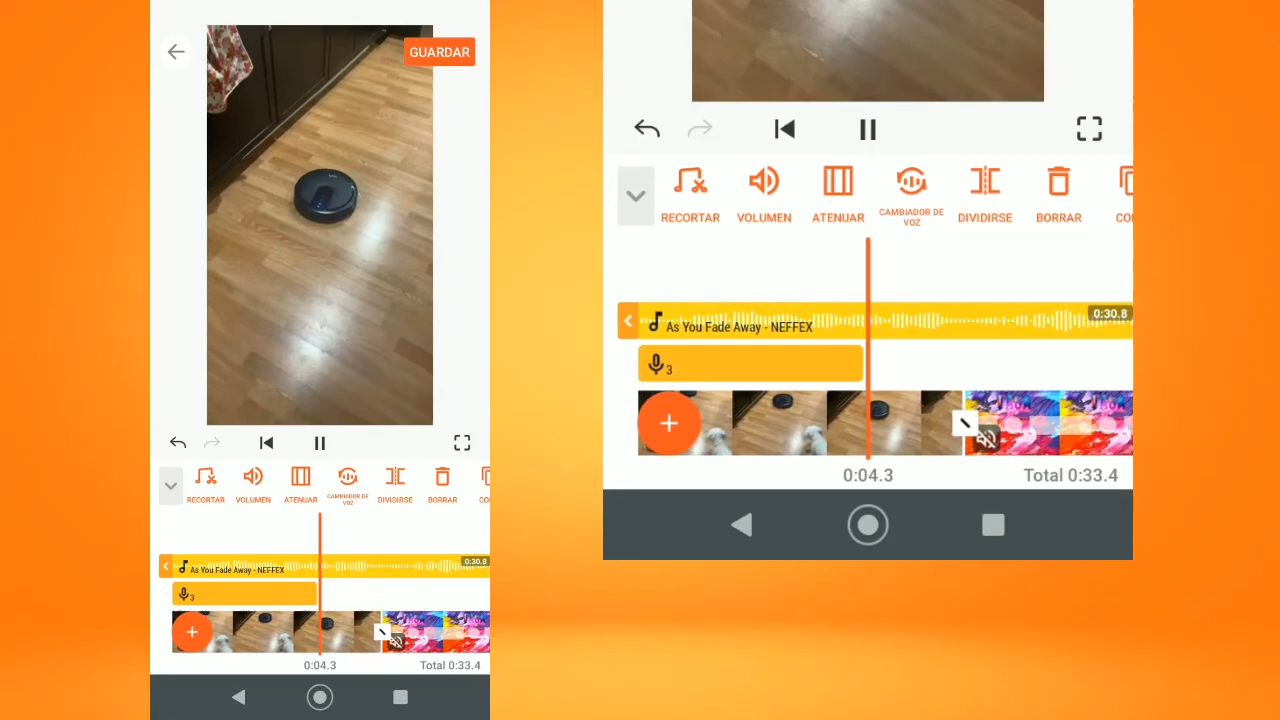 GUARDAR
RECORTAR VOLUMEN ATENUAR CAMBIADOR DE VOZ DIVIDIRSE BORRAR CO
0:30.8
As You Fade Away - NEFFEX
3
0:04.3 Total 0:33.4
RECORTAR VOLUMEN ATENUAR CAMBIADOR DE VOZ DIVIDIRSE BORRAR CO
0:30.8
As You Fade Away - NEFFEX
3
0:04.3 Total 0:33.4